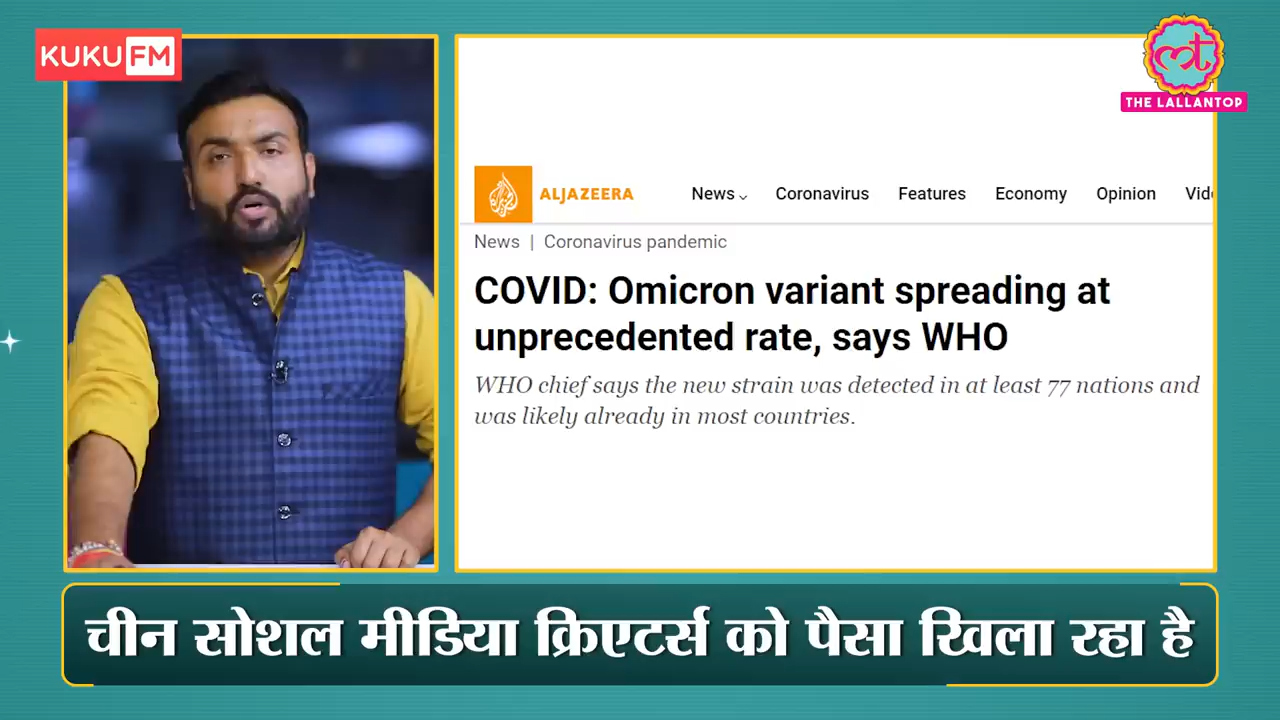 KUKU FM
THE LALLANTOP
ALJAZEERA
News Coronavirus Features Economy Opinion
News | Coronavirus pandemic
COVID: Omicron variant spreading at
unprecedented rate, says WHO
WHO chief says the new strain was detected in at least 77 nations and
was likely already in most countries.
चीन सोशल मीडिया क्रिएटर्स को पैसा खिला रहा है